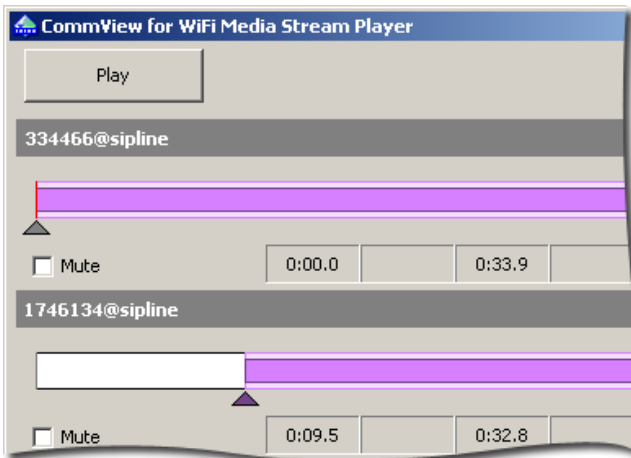 CommView for WiFi Media Stream Player
Play
334466@sipline
Mute 0:00.0 0:33.9
1746134@sipline
Mute 0:09.5 0:32.8